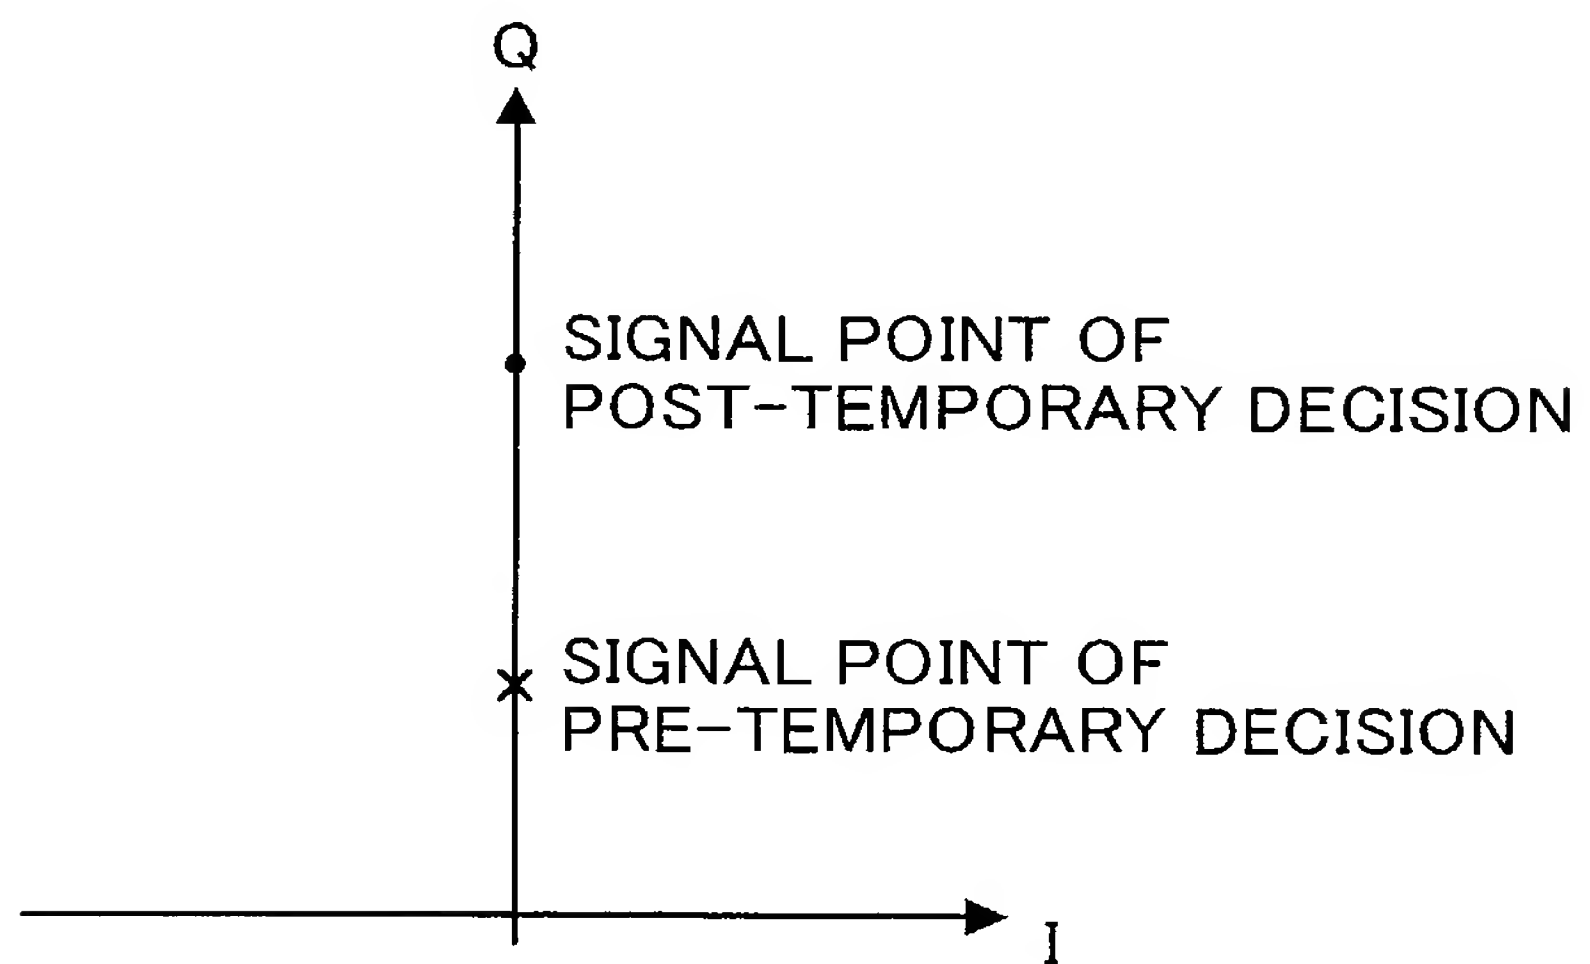 Q
SIGNAL POINT OF
POST-TEMPORARY DECISION
SIGNAL POINT OF
PRE-TEMPORARY DECISION
I